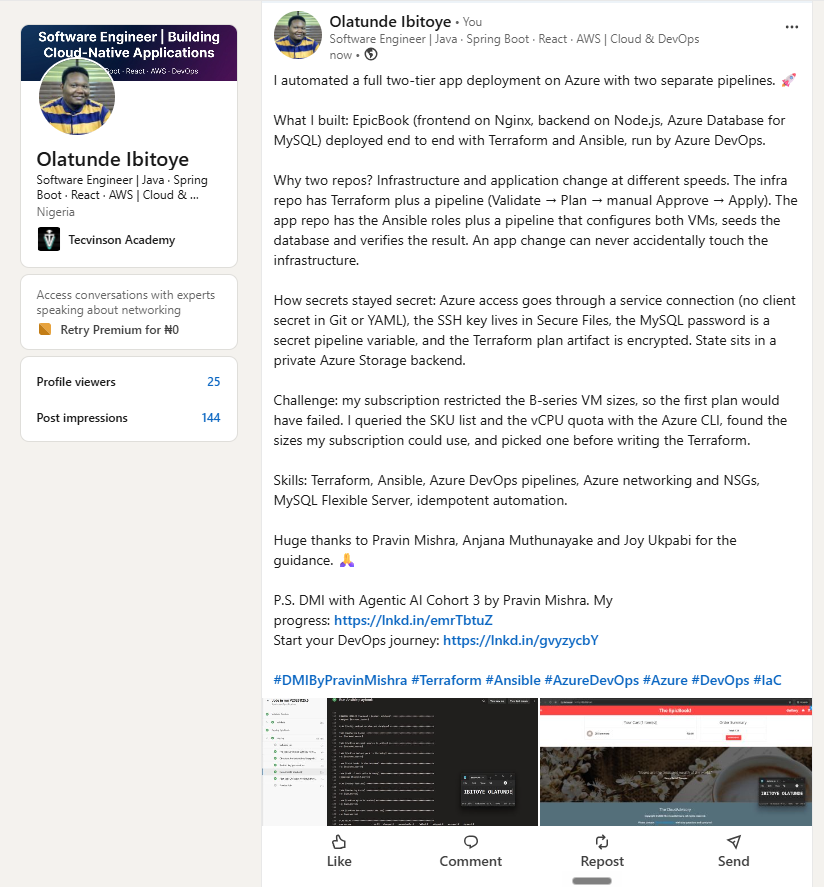 Software Engineer | Building
Cloud-Native Applications
Boot · React · AWS · DevOps
Olatunde Ibitoye
Software Engineer | Java · Spring
Boot · React · AWS | Cloud & ...
Nigeria
Tecvinson Academy
Access conversations with experts
speaking about networking
Retry Premium for ₦0
Profile viewers 25
Post impressions 144
Olatunde Ibitoye • You
Software Engineer | Java · Spring Boot · React · AWS | Cloud & DevOps
now •
I automated a full two-tier app deployment on Azure with two separate pipelines. 🚀
What I built: EpicBook (frontend on Nginx, backend on Node.js, Azure Database for
MySQL) deployed end to end with Terraform and Ansible, run by Azure DevOps.
Why two repos? Infrastructure and application change at different speeds. The infra
repo has Terraform plus a pipeline (Validate → Plan → manual Approve → Apply). The
app repo has the Ansible roles plus a pipeline that configures both VMs, seeds the
database and verifies the result. An app change can never accidentally touch the
infrastructure.
How secrets stayed secret: Azure access goes through a service connection (no client
secret in Git or YAML), the SSH key lives in Secure Files, the MySQL password is a
secret pipeline variable, and the Terraform plan artifact is encrypted. State sits in a
private Azure Storage backend.
Challenge: my subscription restricted the B-series VM sizes, so the first plan would
have failed. I queried the SKU list and the vCPU quota with the Azure CLI, found the
sizes my subscription could use, and picked one before writing the Terraform.
Skills: Terraform, Ansible, Azure DevOps pipelines, Azure networking and NSGs,
MySQL Flexible Server, idempotent automation.
Huge thanks to Pravin Mishra, Anjana Muthunayake and Joy Ukpabi for the
guidance. 🙏
P.S. DMI with Agentic AI Cohort 3 by Pravin Mishra. My
progress: https://lnkd.in/emrTbtuZ
Start your DevOps journey: https://lnkd.in/gvyzycbY
#DMIByPravinMishra #Terraform #Ansible #AzureDevOps #Azure #DevOps #IaC
IBITOYE OLATUNDE
The EpicBook!
Order Summary
IBITOYE OLATUNDE
Like
Comment
Repost
Send